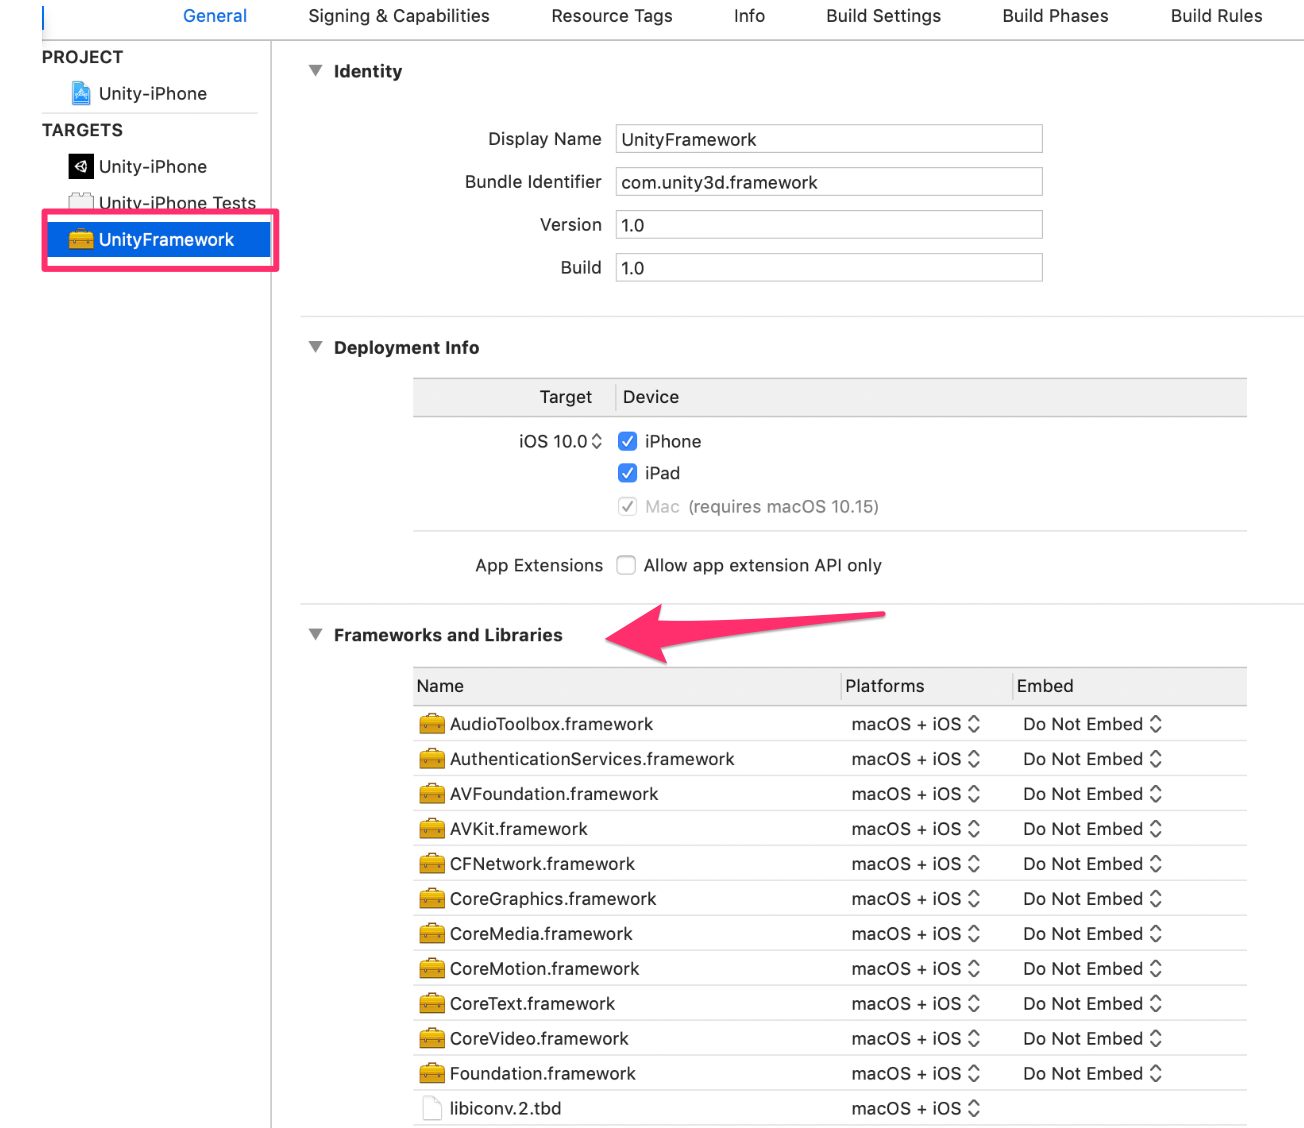 General Signing & Capabilities Resource Tags Info Build Settings Build Phases Build Rules
PROJECT
Unity-iPhone
TARGETS
Unity-iPhone
Unity-iPhone Tests
UnityFramework
Identity
Display Name UnityFramework
Bundle Identifier com.unity3d.framework
Version 1.0
Build 1.0
Deployment Info
Target Device
iOS 10.0 iPhone
iPad
Mac (requires macOS 10.15)
App Extensions Allow app extension API only
Frameworks and Libraries
Name Platforms Embed
AudioToolbox.framework macOS + iOS Do Not Embed
AuthenticationServices.framework macOS + iOS Do Not Embed
AVFoundation.framework macOS + iOS Do Not Embed
AVKit.framework macOS + iOS Do Not Embed
CFNetwork.framework macOS + iOS Do Not Embed
CoreGraphics.framework macOS + iOS Do Not Embed
CoreMedia.framework macOS + iOS Do Not Embed
CoreMotion.framework macOS + iOS Do Not Embed
CoreText.framework macOS + iOS Do Not Embed
CoreVideo.framework macOS + iOS Do Not Embed
Foundation.framework macOS + iOS Do Not Embed
libiconv.2.tbd macOS + iOS